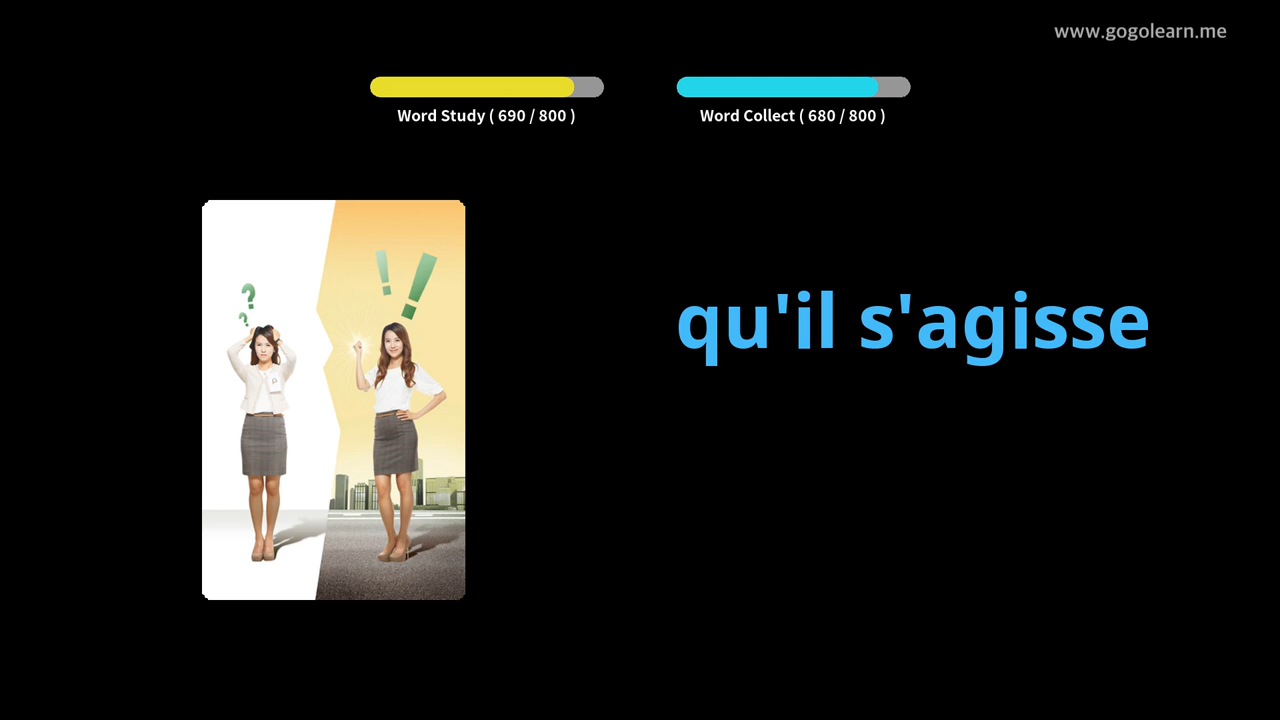 www.gogolearn.me
Word Study ( 690 / 800 )
Word Collect ( 680 / 800 )
? ? ! !
qu'il s'agisse